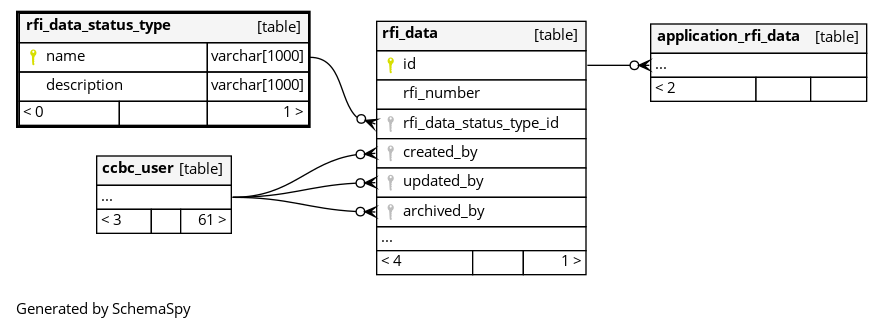 rfi_data_status_type [table]
name varchar[1000]
description varchar[1000]
< 0 1 >
ccbc_user [table]
...
< 3 61 >
rfi_data [table]
id
rfi_number
rfi_data_status_type_id
created_by
updated_by
archived_by
...
< 4 1 >
application_rfi_data [table]
...
< 2
Generated by SchemaSpy